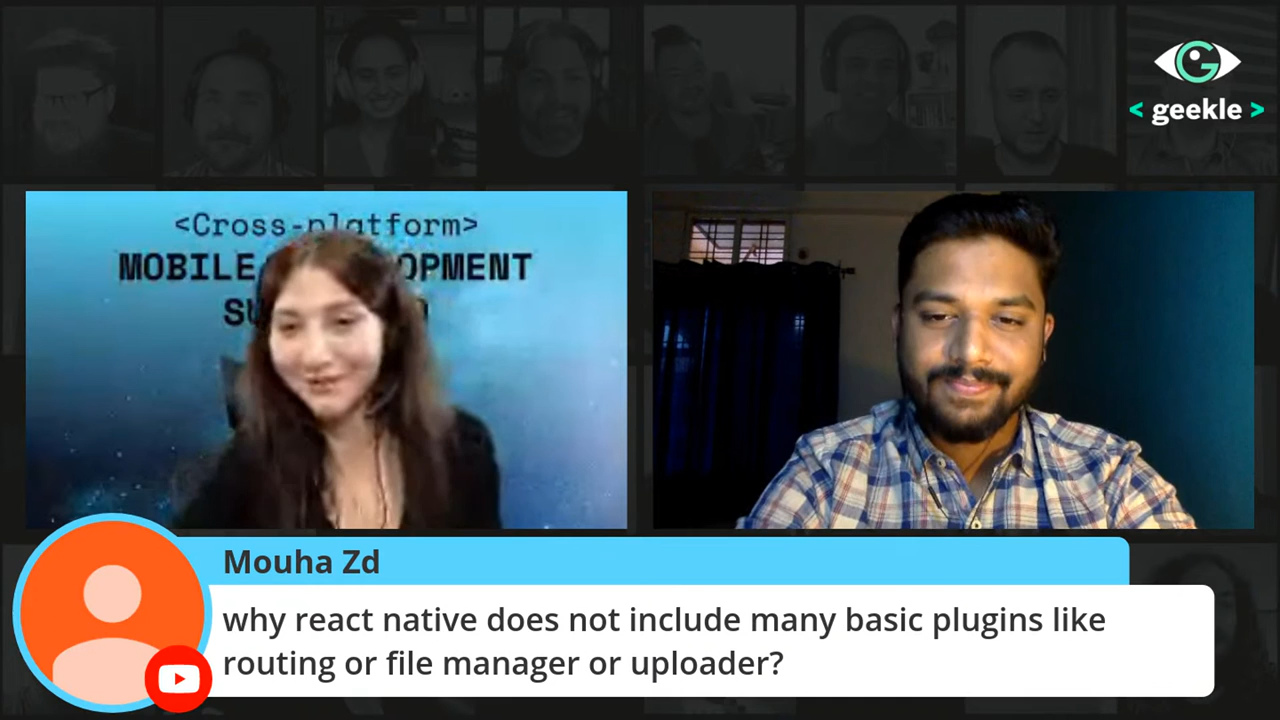 < geekle >
<Cross-platform>
MOBILE OPMENT
Mouha Zd
why react native does not include many basic plugins like
routing or file manager or uploader?